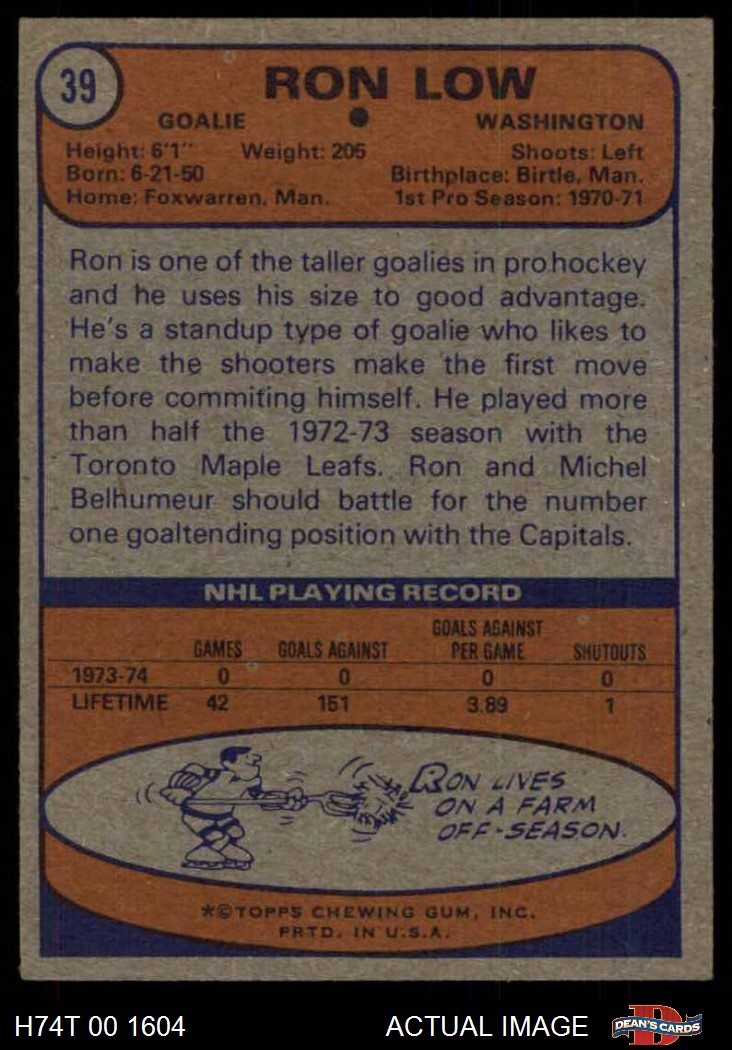 39
RON LOW
GOALIE • WASHINGTON
Height: 6'1" Weight: 205 Shoots: Left
Born: 6-21-50 Birthplace: Birtle, Man.
Home: Foxwarren, Man. 1st Pro Season: 1970-71
Ron is one of the taller goalies in pro hockey
and he uses his size to good advantage.
He's a standup type of goalie who likes to
make the shooters make the first move
before commiting himself. He played more
than half the 1972-73 season with the
Toronto Maple Leafs. Ron and Michel
Belhumeur should battle for the number
one goaltending position with the Capitals.
NHL PLAYING RECORD
GAMES GOALS AGAINST GOALS AGAINST PER GAME SHUTOUTS
1973-74 0 0 0 0
LIFETIME 42 151 3.89 1
RON LIVES
ON A FARM
OFF-SEASON.
*©TOPPS CHEWING GUM, INC.
PRTD. IN U.S.A.
H74T 00 1604 ACTUAL IMAGE D DEAN'S CARDS